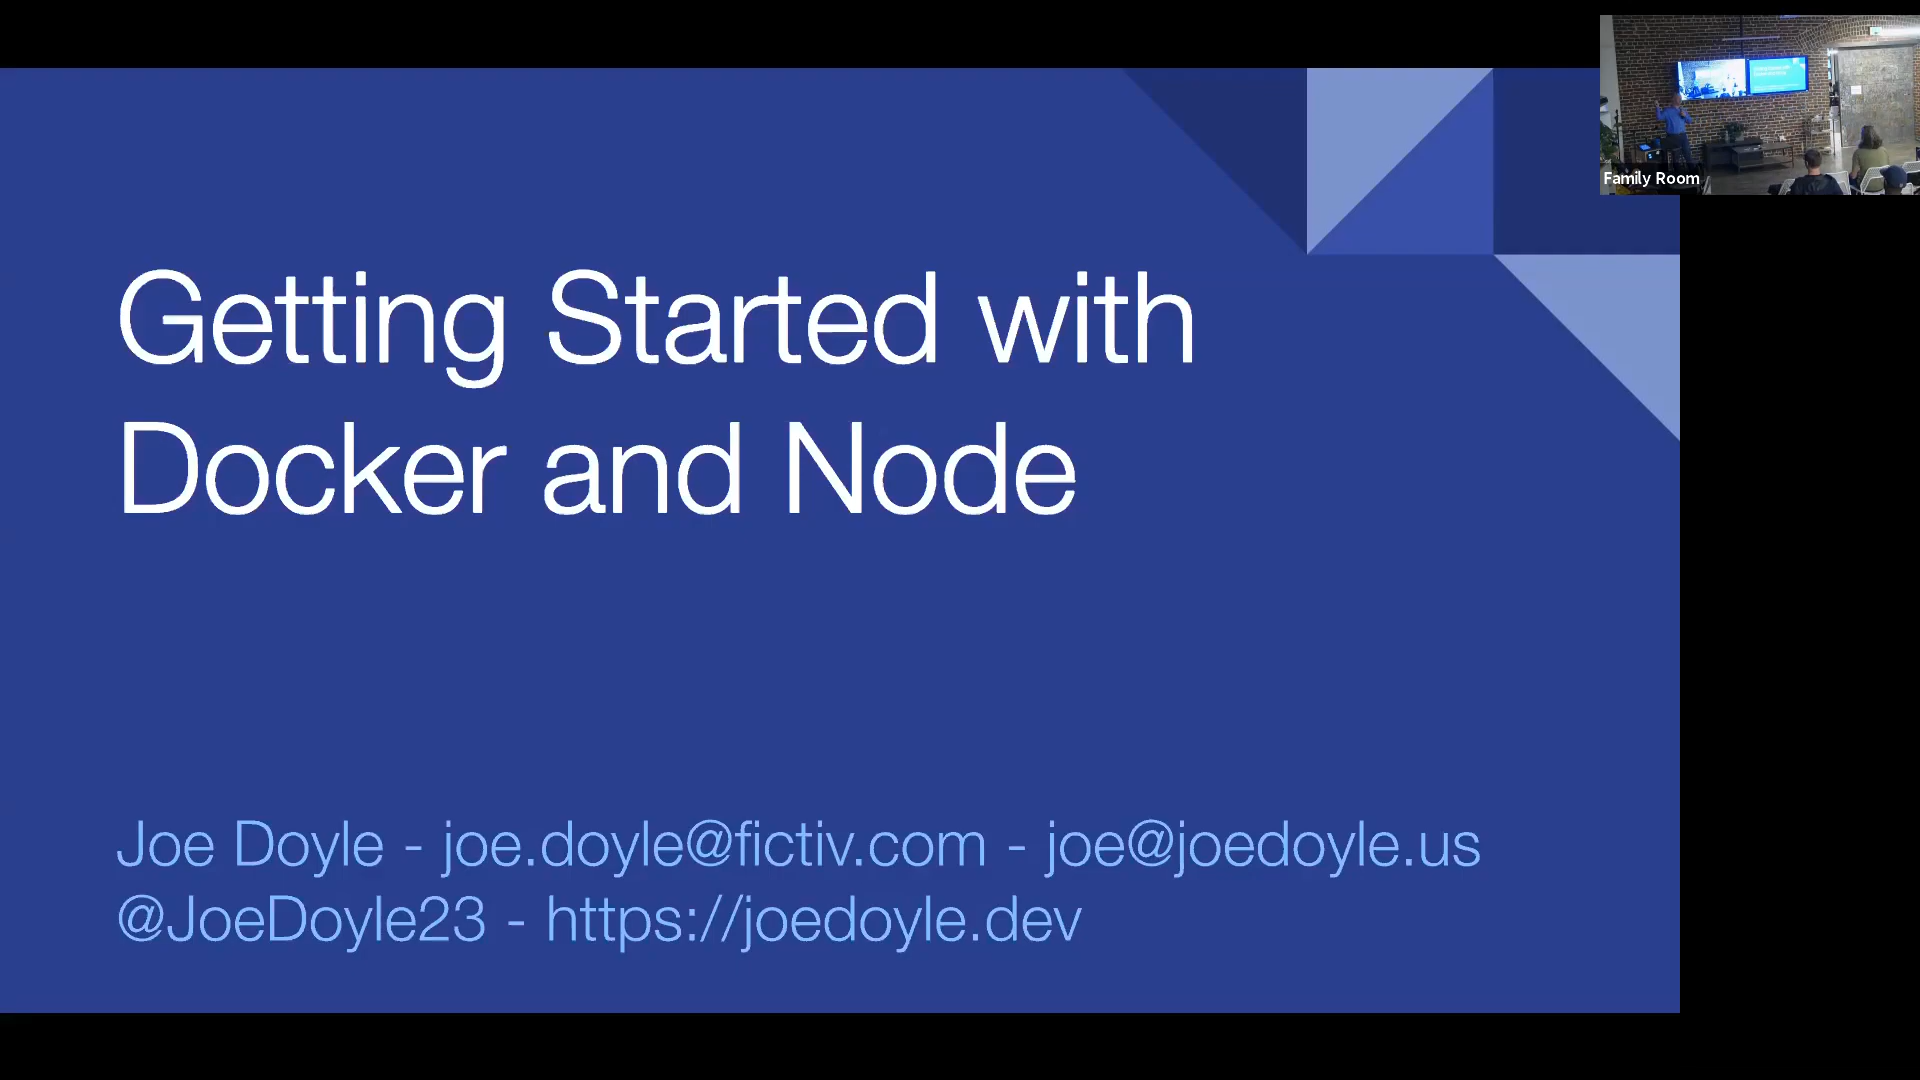 Getting Started with
Docker and Node
Joe Doyle - joe.doyle@fictiv.com - joe@joedoyle.us
@JoeDoyle23 - https://joedoyle.dev
Family Room